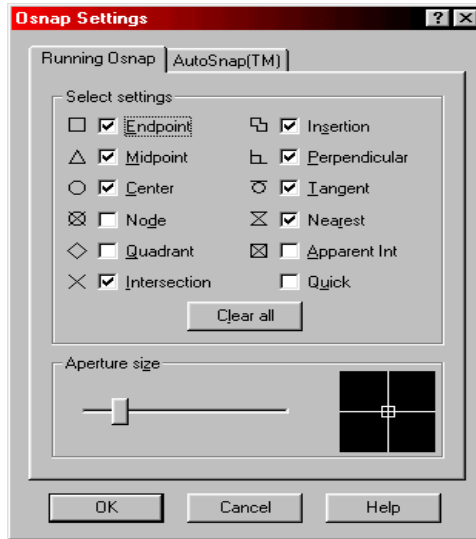 Osnap Settings
Running Osnap AutoSnap(TM)
Select settings
Endpoint Insertion
Midpoint Perpendicular
Center Tangent
Node Nearest
Quadrant Apparent Int
Intersection Quick
Clear all
Aperture size
OK Cancel Help